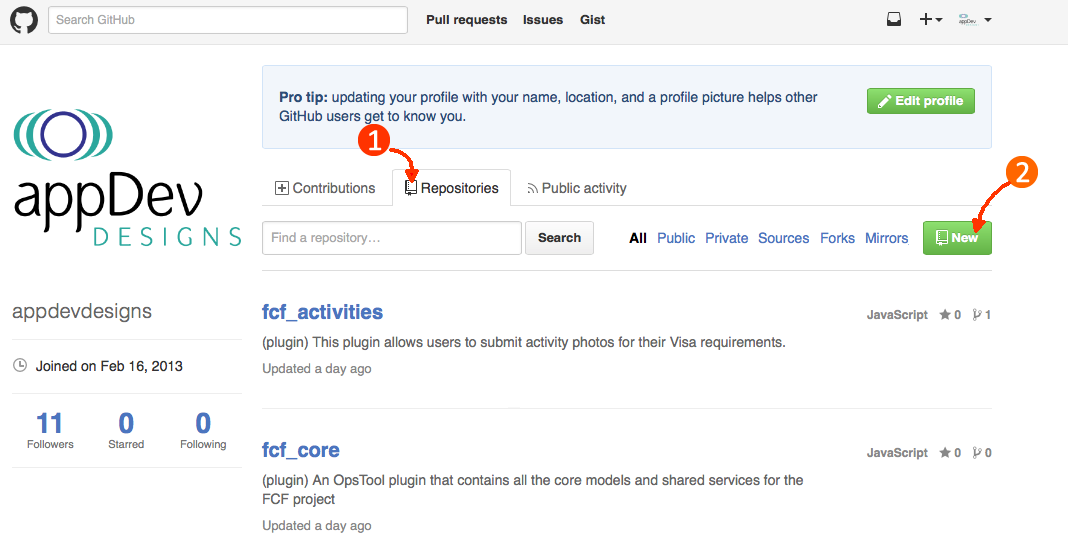 Search GitHub
Pull requests Issues Gist
appDev
Pro tip: updating your profile with your name, location, and a profile picture helps other
GitHub users get to know you.
Edit profile
1
2
appDev
DESIGNS
Contributions Repositories Public activity
Find a repository...
Search
All Public Private Sources Forks Mirrors
New
appdevdesigns
Joined on Feb 16, 2013
11 0 0
Followers Starred Following
fcf_activities
JavaScript 0 1
(plugin) This plugin allows users to submit activity photos for their Visa requirements.
Updated a day ago
fcf_core
JavaScript 0 0
(plugin) An OpsTool plugin that contains all the core models and shared services for the
FCF project
Updated a day ago